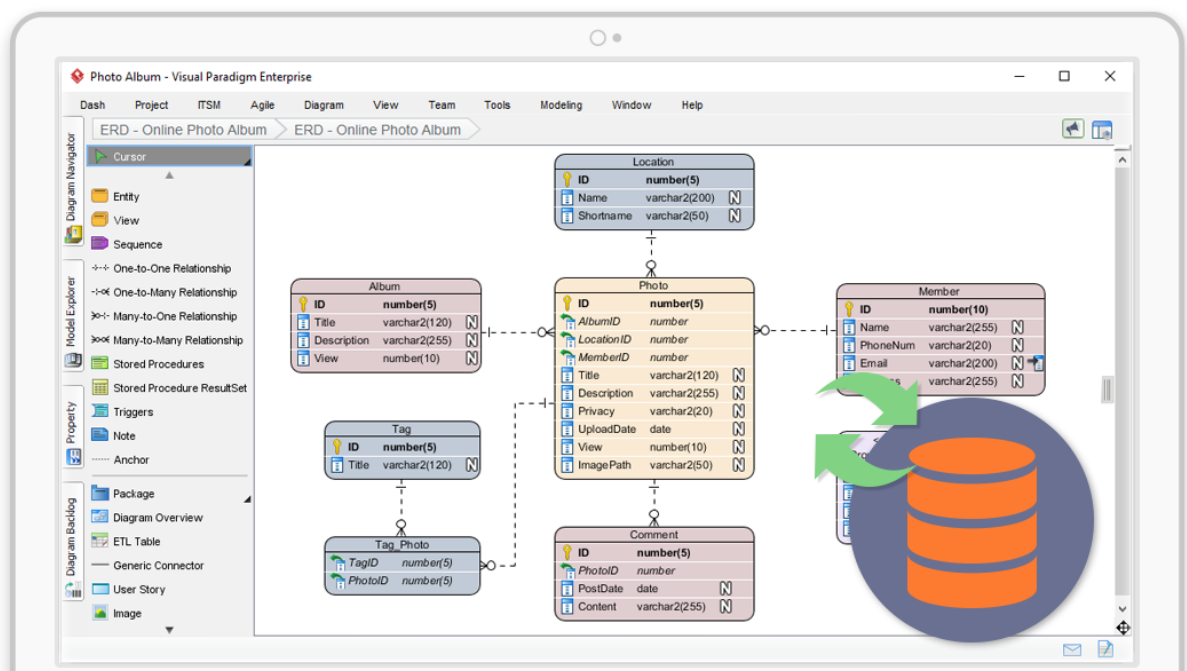 Photo Album - Visual Paradigm Enterprise
Dash Project ITSM Agile Diagram View Team Tools Modeling Window Help
ERD - Online Photo Album ERD - Online Photo Album
Diagram Navigator
Model Explorer
Property
Diagram Backlog
Cursor
Entity
View
Sequence
One-to-One Relationship
One-to-Many Relationship
Many-to-One Relationship
Many-to-Many Relationship
Stored Procedures
Stored Procedure ResultSet
Triggers
Note
Anchor
Package
Diagram Overview
ETL Table
Generic Connector
User Story
Image
Location
ID number(5)
Name varchar2(200) N
Shortname varchar2(50) N
Album
ID number(5)
Title varchar2(120) N
Description varchar2(255) N
View number(10) N
Photo
ID number(5)
AlbumID number
LocationID number
MemberID number
Title varchar2(120) N
Description varchar2(255) N
Privacy varchar2(20) N
UploadDate date N
View number(10) N
ImagePath varchar2(50) N
Member
ID number(10)
Name varchar2(255) N
PhoneNum varchar2(20) N
Email varchar2(200) N
varchar2(255) N
Tag
ID number(5)
Title varchar2(120) N
Tag_Photo
TagID number(5)
PhotoID number(5)
Comment
ID number(5)
PhotoID number
PostDate date N
Content varchar2(255) N